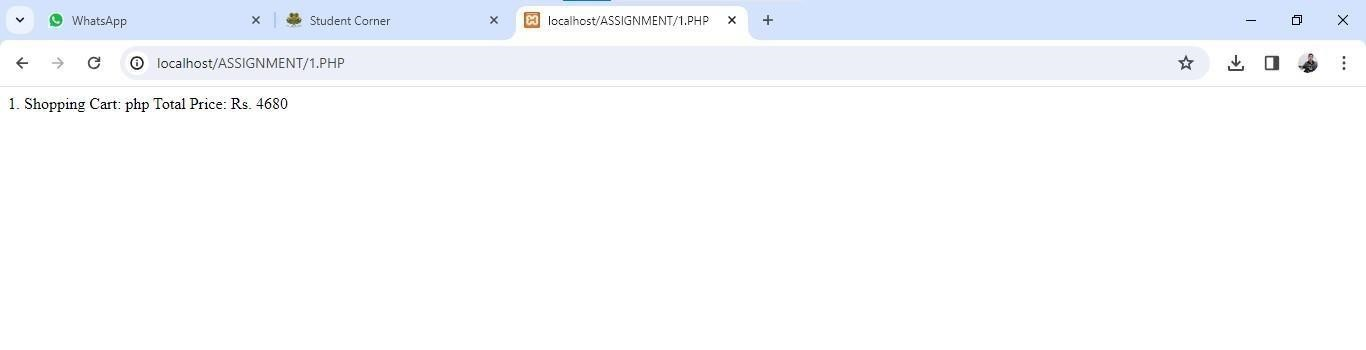 WhatsApp
Student Corner
localhost/ASSIGNMENT/1.PHP
localhost/ASSIGNMENT/1.PHP
1. Shopping Cart: php Total Price: Rs. 4680